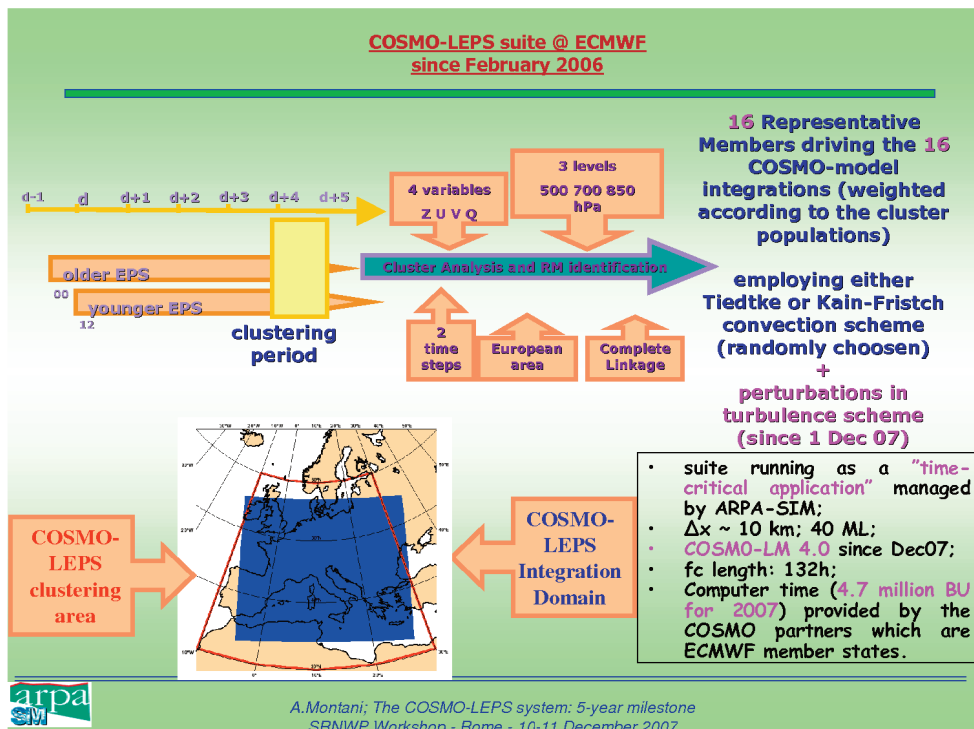 COSMO-LEPS suite @ ECMWF
since February 2006
d-1 d d+1 d+2 d+3 d+4 d+5
older EPS
00
younger EPS
12
clustering
period
4 variables
Z U V Q
3 levels
500 700 850
hPa
Cluster Analysis and RM identification
2
time
steps
European
area
Complete
Linkage
16 Representative
Members driving the 16
COSMO-model
integrations (weighted
according to the cluster
populations)
employing either
Tiedtke or Kain-Fristch
convection scheme
(randomly choosen)
+
perturbations in
turbulence scheme
(since 1 Dec 07)
COSMO-
LEPS
clustering
area
COSMO-
LEPS
Integration
Domain
• suite running as a "time-
critical application" managed
by ARPA-SIM;
• Δx ~ 10 km; 40 ML;
• COSMO-LM 4.0 since Dec07;
• fc length: 132h;
• Computer time (4.7 million BU
for 2007) provided by the
COSMO partners which are
ECMWF member states.
arpa
SIM
A.Montani; The COSMO-LEPS system: 5-year milestone
SRNWP Workshop - Rome - 10-11 December 2007